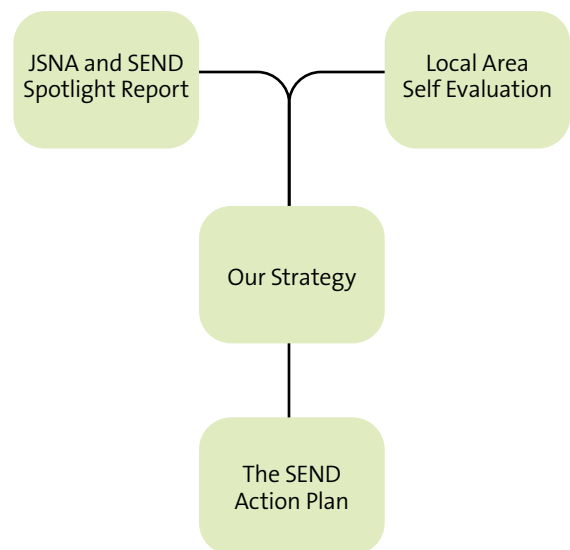 JSNA and SEND
Spotlight Report
Local Area
Self Evaluation
Our Strategy
The SEND
Action Plan